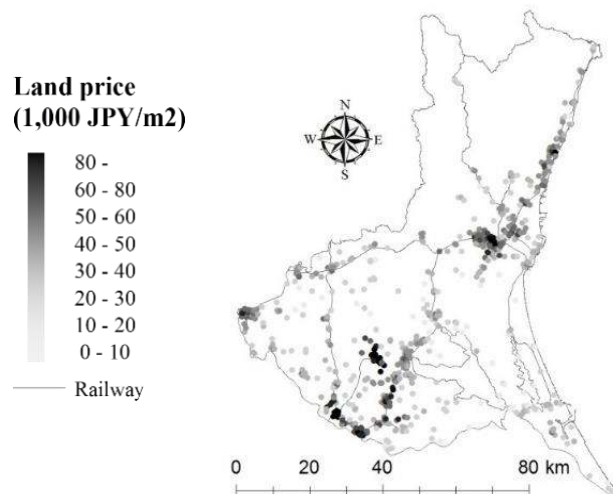 Land price
(1,000 JPY/m2)
80 -
60 - 80
50 - 60
40 - 50
30 - 40
20 - 30
10 - 20
0 - 10
Railway
N
W E
S
0 20 40 80 km